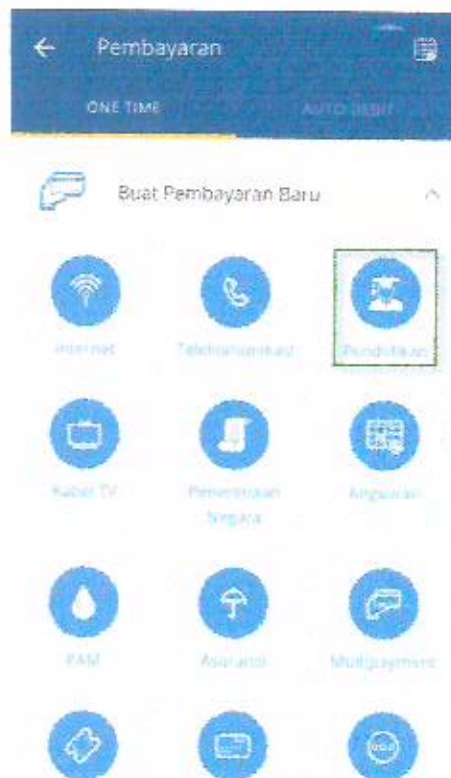 Pembayaran
ONE TIME
AUTO DEBIT
Buat Pembayaran Baru
Internet
Telekomunikasi
Pendidikan
Kabel TV
Penerimaan
Negara
Angsuran
PAM
Asuransi
Multipayment